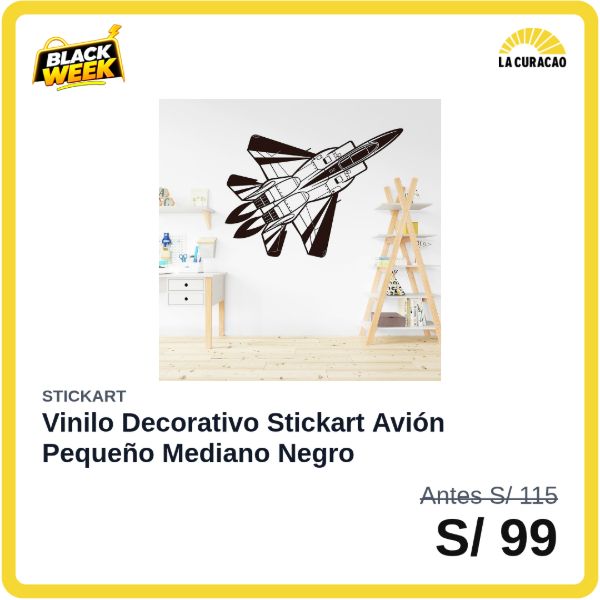 BLACK
WEEK
LA CURACAO
STICKART
Vinilo Decorativo Stickart Avión
Pequeño Mediano Negro
Antes S/ 115
S/ 99